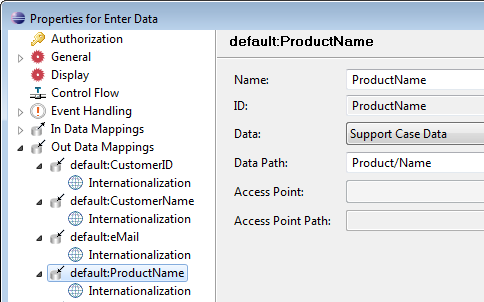 Properties for Enter Data
Authorization
General
Display
Control Flow
Event Handling
In Data Mappings
Out Data Mappings
default:CustomerID
Internationalization
default:CustomerName
Internationalization
default:eMail
Internationalization
default:ProductName
Internationalization
default:ProductName
Name: ProductName
ID: ProductName
Data: Support Case Data
Data Path: Product/Name
Access Point:
Access Point Path: